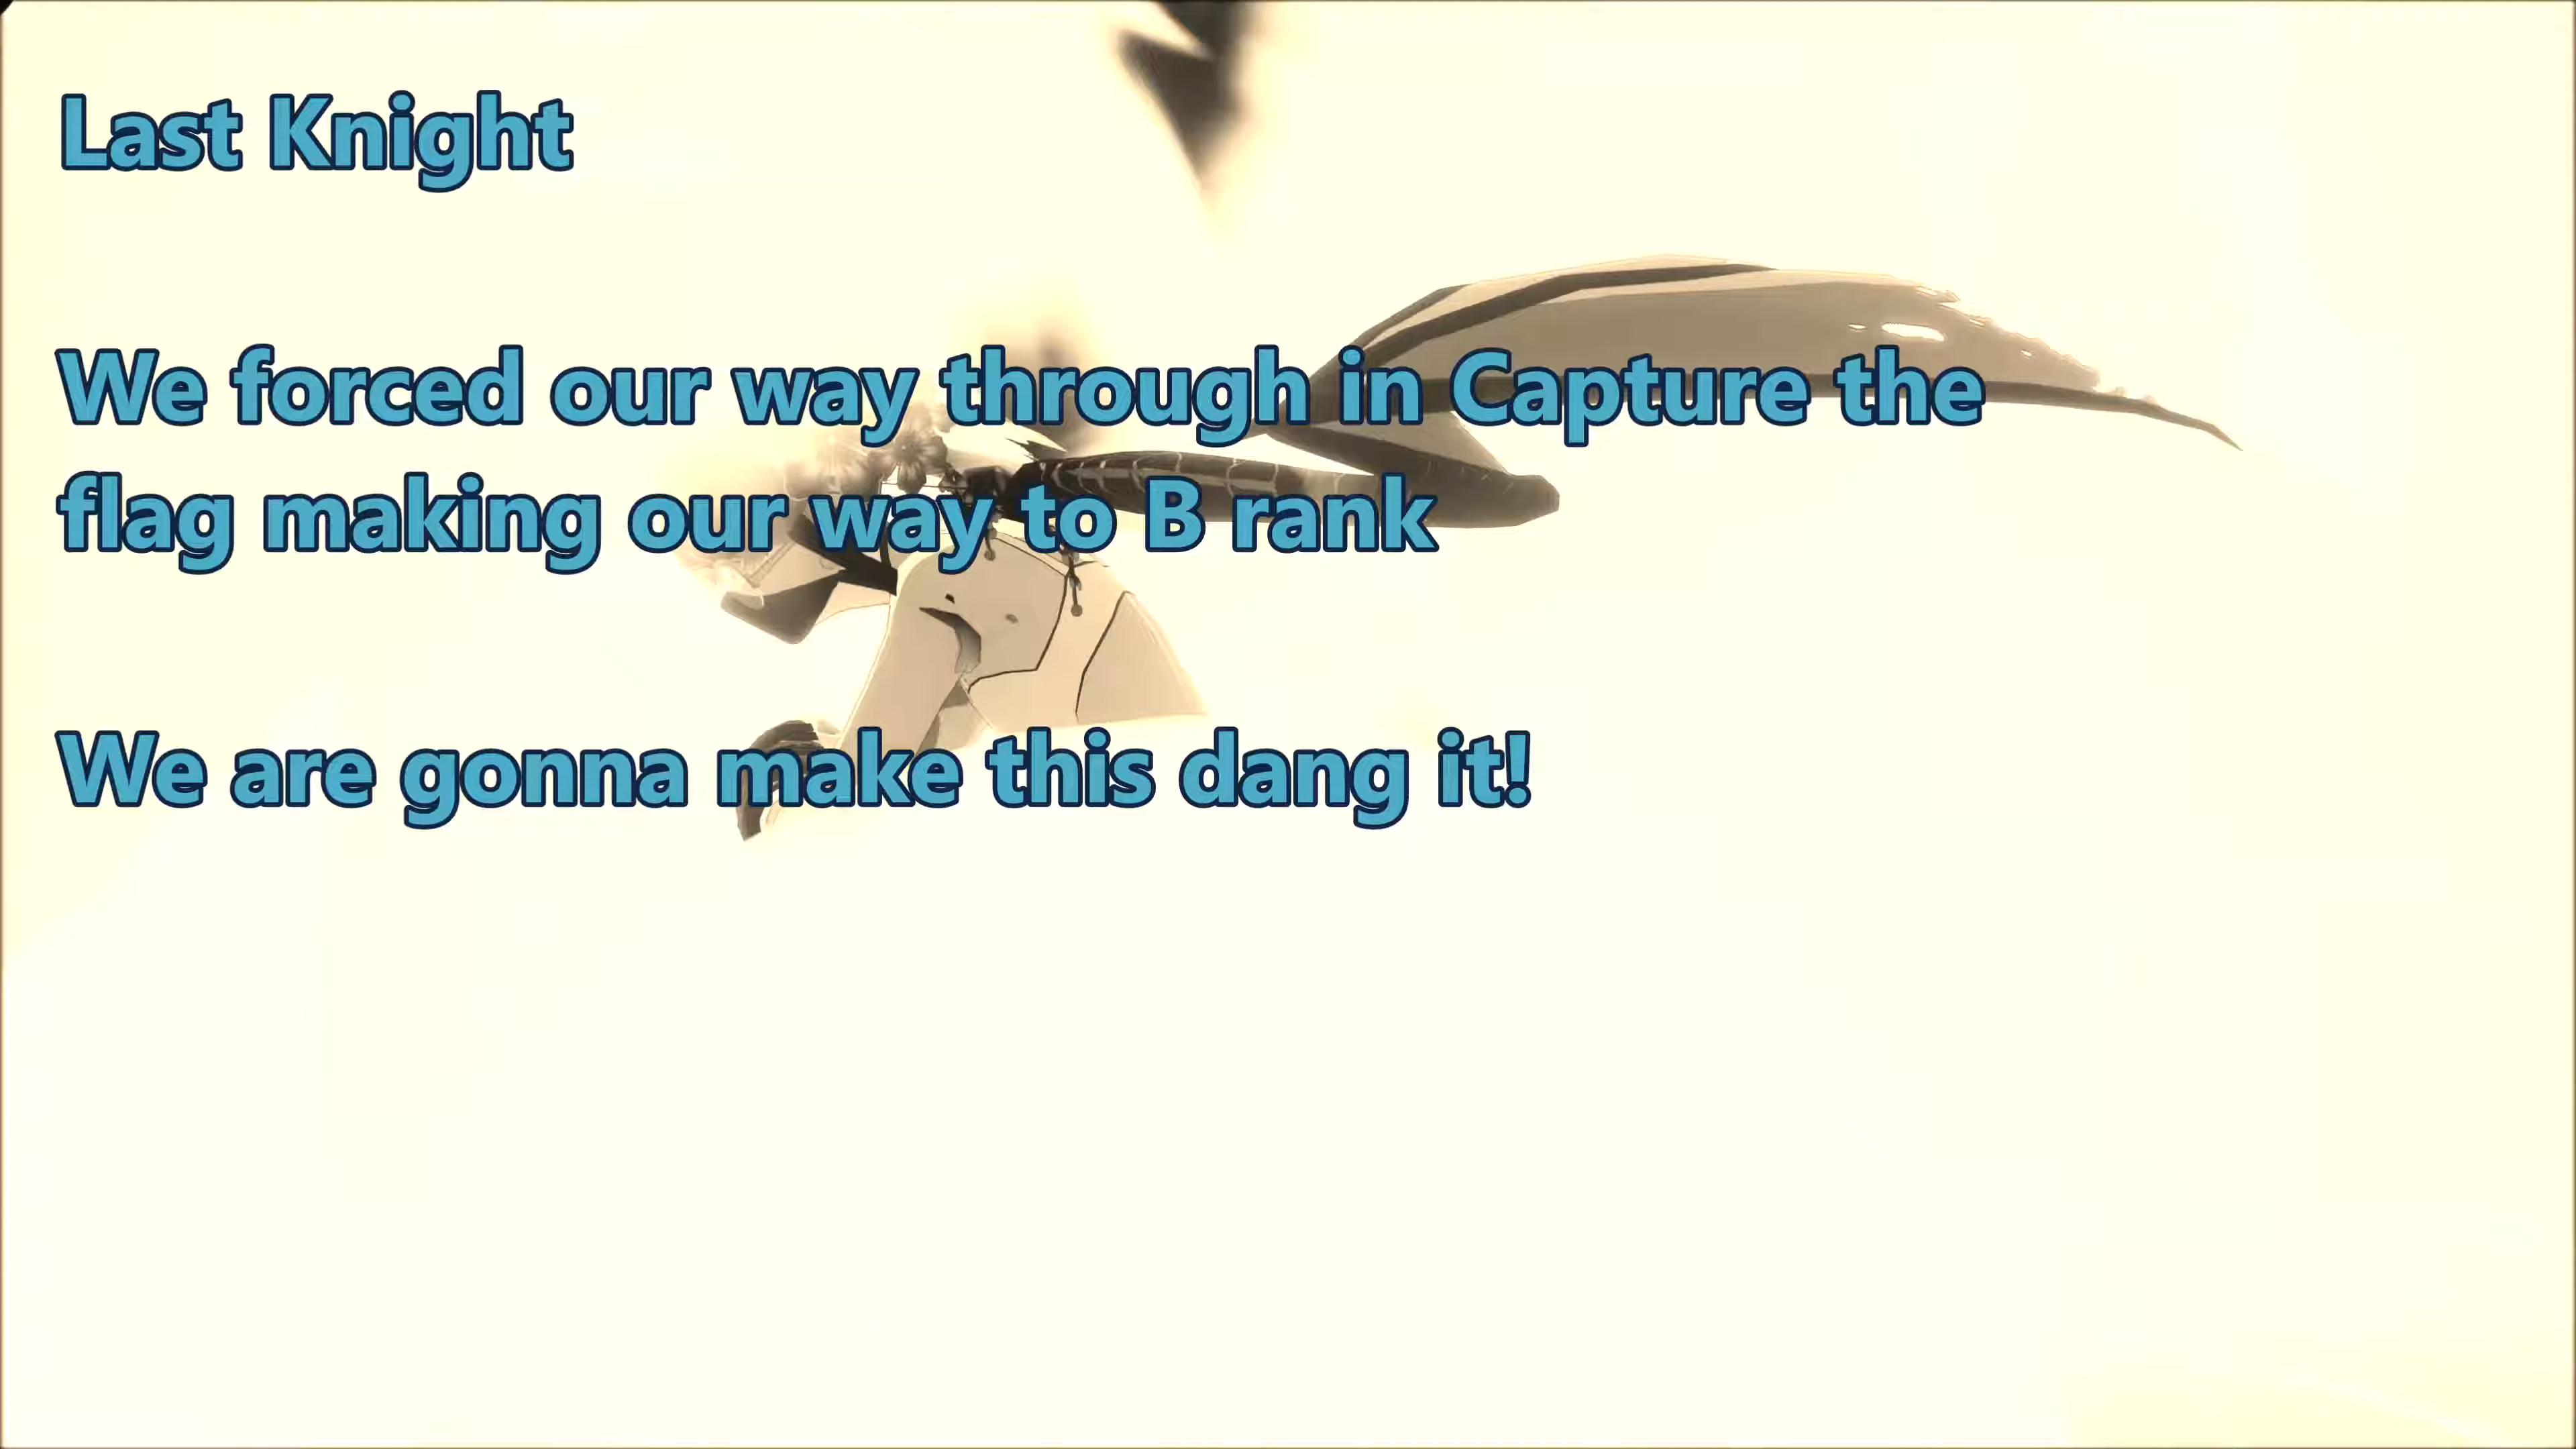 Last Knight
We forced our way through in Capture the
flag making our way to B rank
We are gonna make this dang it!